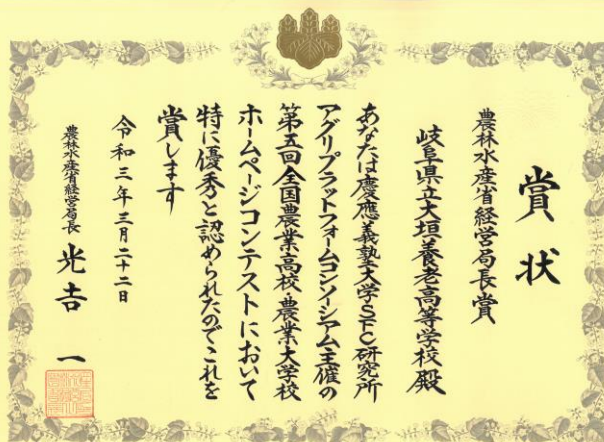 賞状
農林水産省経営局長賞
岐阜県立大垣養老高等学校殿
あなたは慶應義塾大学SFC研究所
アグリプラットフォームコンソーシアム主催の
第五回全国農業高校・農業大学校
ホームページコンテストにおいて
特に優秀と認められたのでこれを
賞します
令和三年三月二十二日
農林水産省経営局長 光吉一